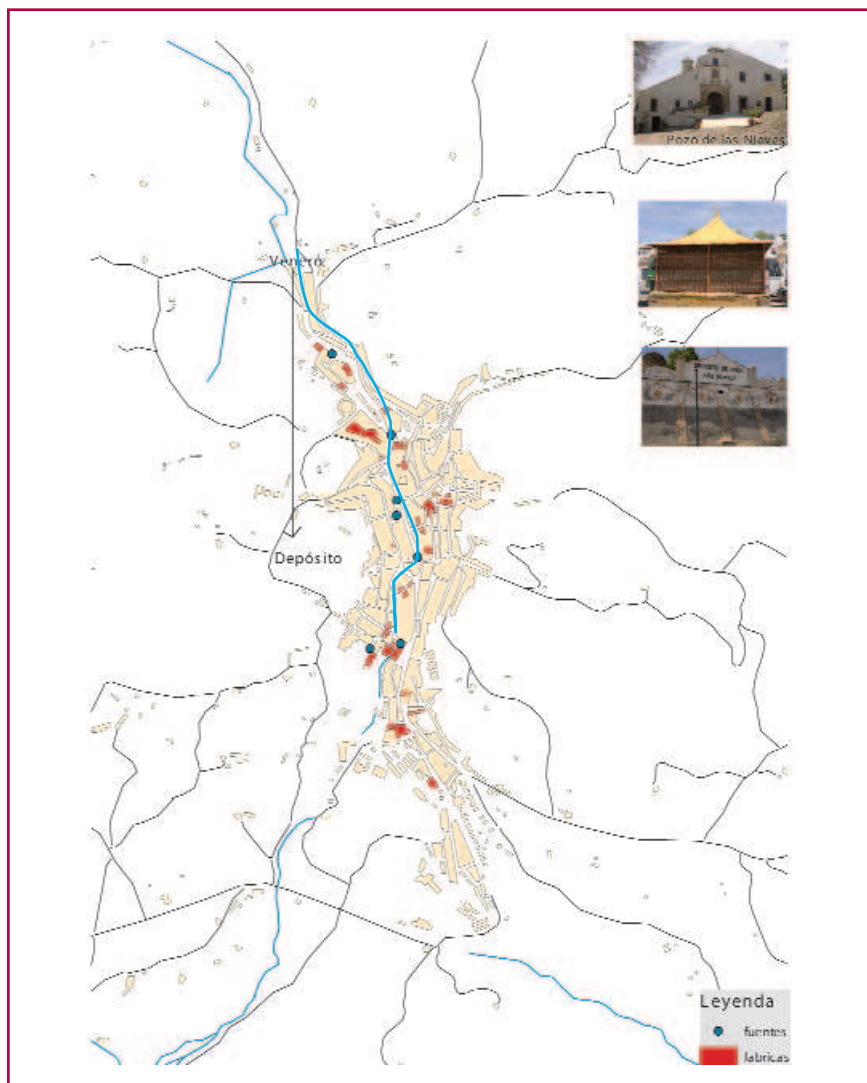 Pozo de las Nieves
Venero
Depósito
Leyenda
fuentes
fabricas